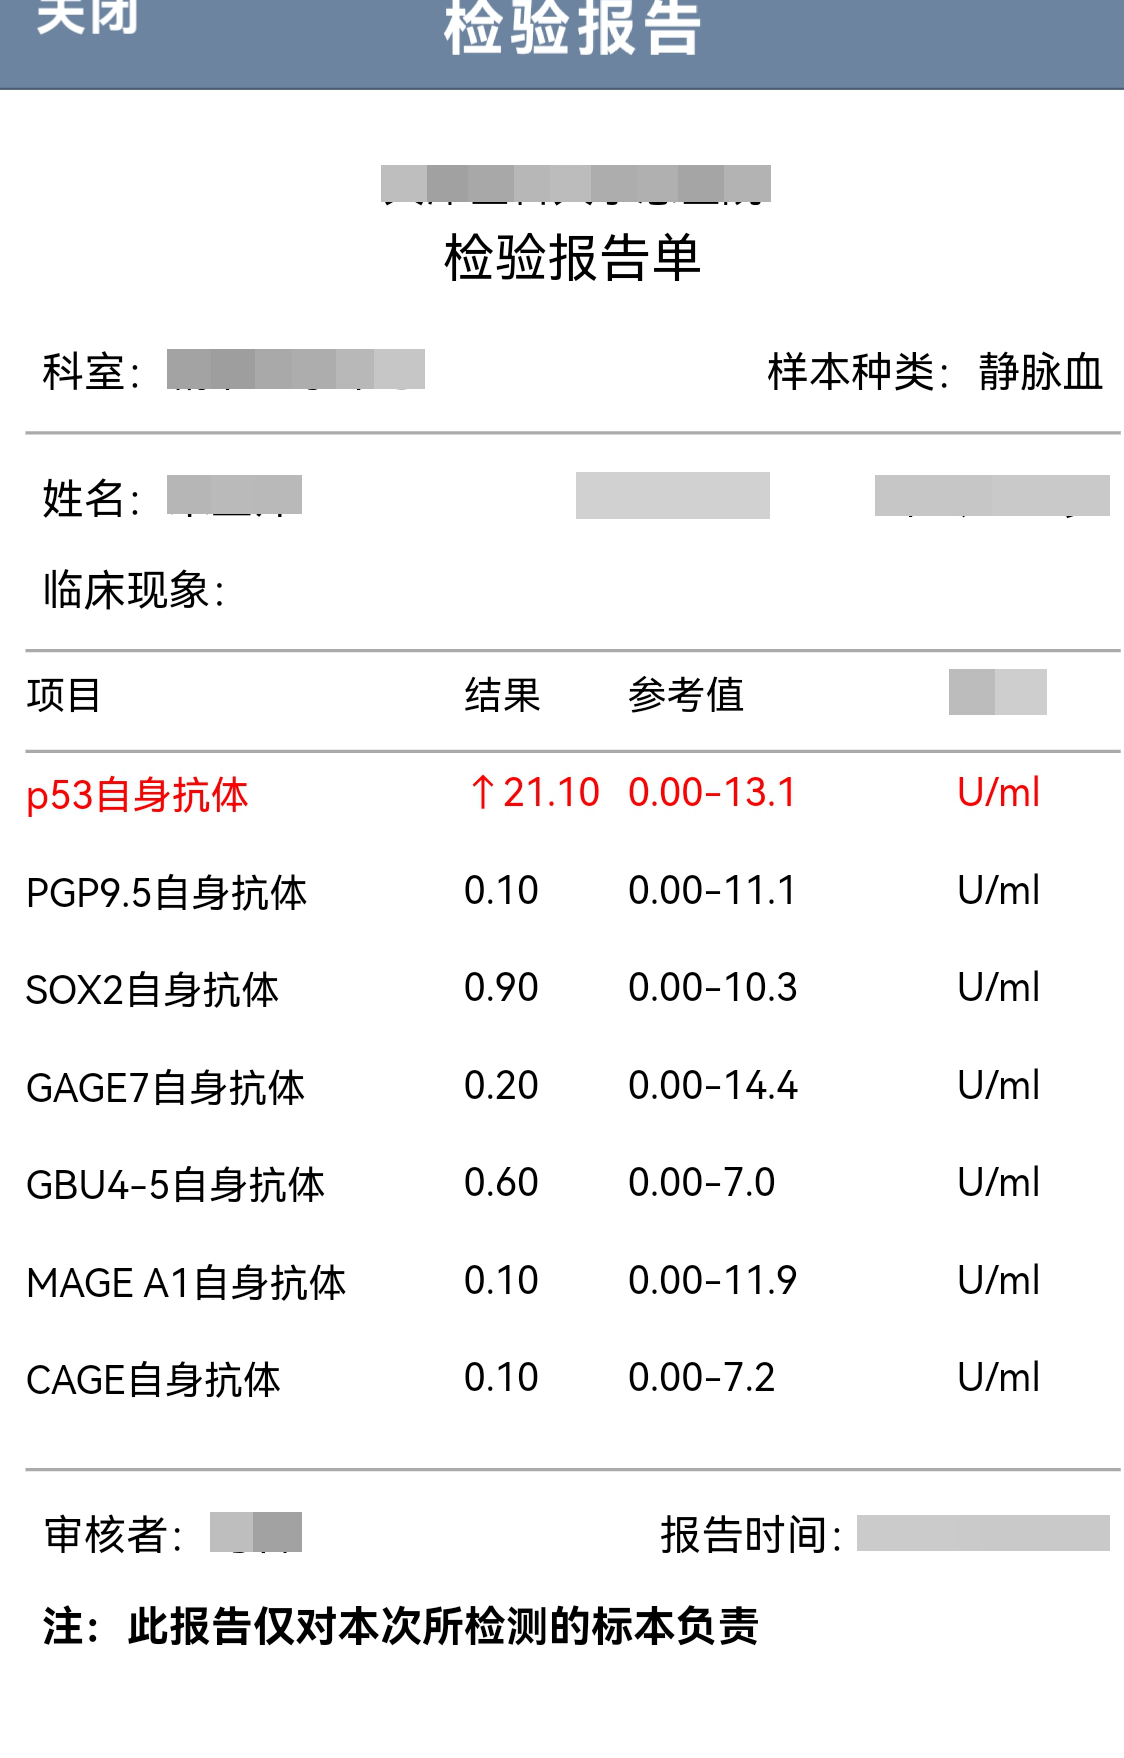 关闭 检验报告
检验报告单
科室： 样本种类：静脉血
姓名：
临床现象：
项目 结果 参考值
p53自身抗体 ↑21.10 0.00-13.1 U/ml
PGP9.5自身抗体 0.10 0.00-11.1 U/ml
SOX2自身抗体 0.90 0.00-10.3 U/ml
GAGE7自身抗体 0.20 0.00-14.4 U/ml
GBU4-5自身抗体 0.60 0.00-7.0 U/ml
MAGE A1自身抗体 0.10 0.00-11.9 U/ml
CAGE自身抗体 0.10 0.00-7.2 U/ml
审核者： 报告时间：
注：此报告仅对本次所检测的标本负责